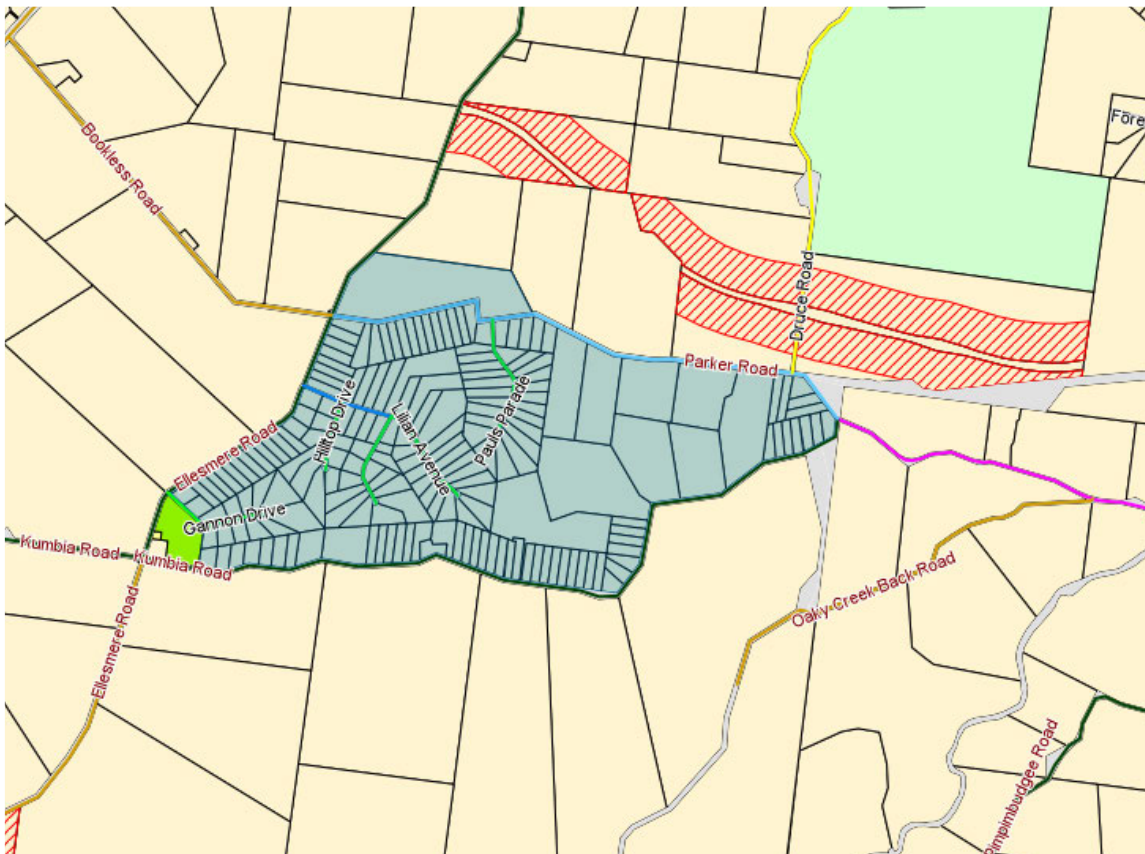 Fore
Bookless Road
Druce Road
Parker Road
Hilltop Drive
Lilian Avenue
Pauls Parade
Ellesmere Road
Gannon Drive
Kumbia Road
Kumbia Road
Ellesmere Road
Oaky Creek Back Road
Pimpimbudgee Road